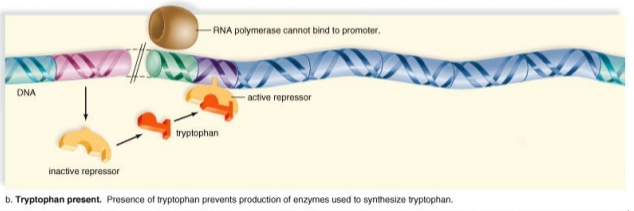 RNA polymerase cannot bind to promoter.
DNA
active repressor
tryptophan
inactive repressor
b. Tryptophan present. Presence of tryptophan prevents production of enzymes used to synthesize tryptophan.